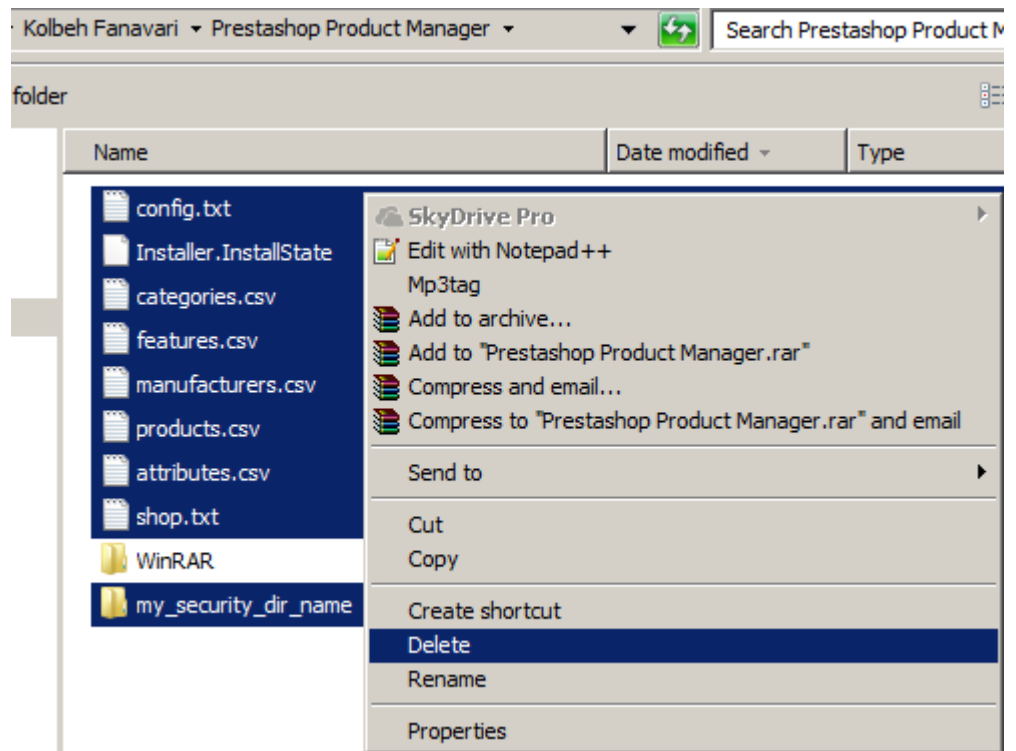 Kolbeh Fanavari Prestashop Product Manager Search Prestashop Product M
folder
Name Date modified Type
config.txt
Installer.InstallState
categories.csv
features.csv
manufacturers.csv
products.csv
attributes.csv
shop.txt
WinRAR
my_security_dir_name
SkyDrive Pro
Edit with Notepad++
Mp3tag
Add to archive...
Add to "Prestashop Product Manager.rar"
Compress and email...
Compress to "Prestashop Product Manager.rar" and email
Send to
Cut
Copy
Create shortcut
Delete
Rename
Properties